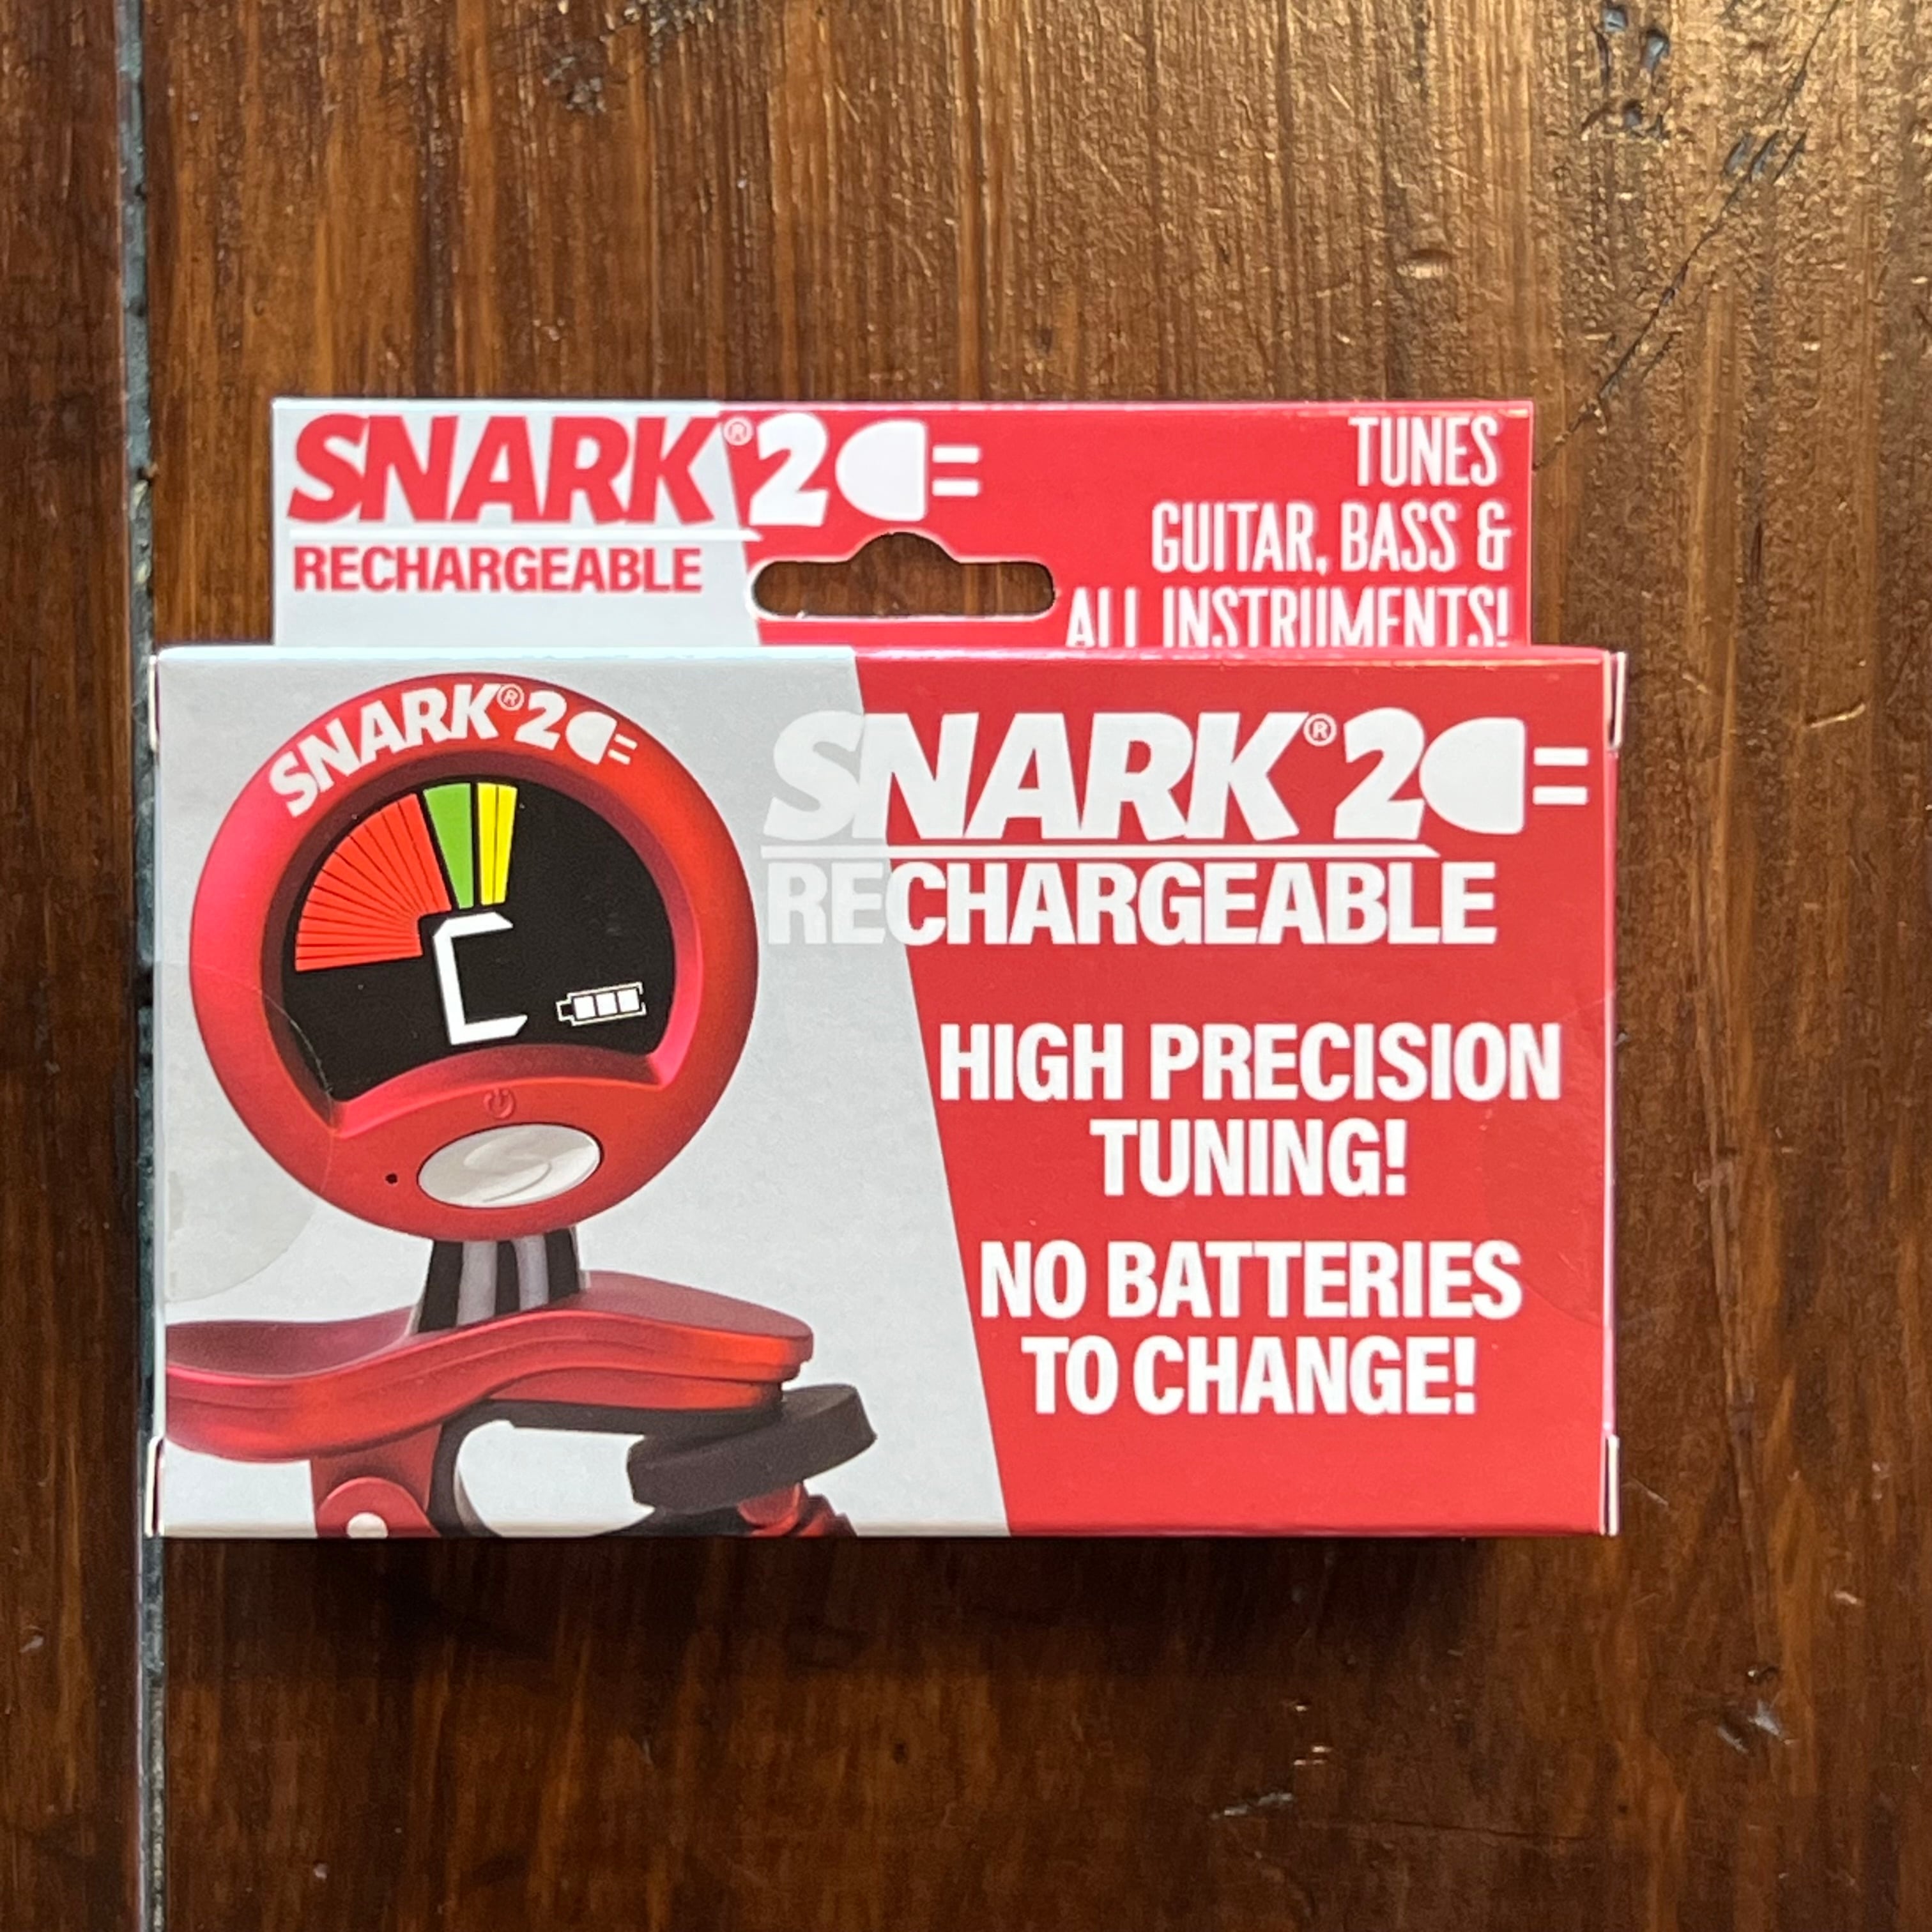 SNARK® 2
RECHARGEABLE
TUNES
GUITAR, BASS &
ALL INSTRUMENTS!
SNARK® 2
C
SNARK® 2
RECHARGEABLE
HIGH PRECISION
TUNING!
NO BATTERIES
TO CHANGE!